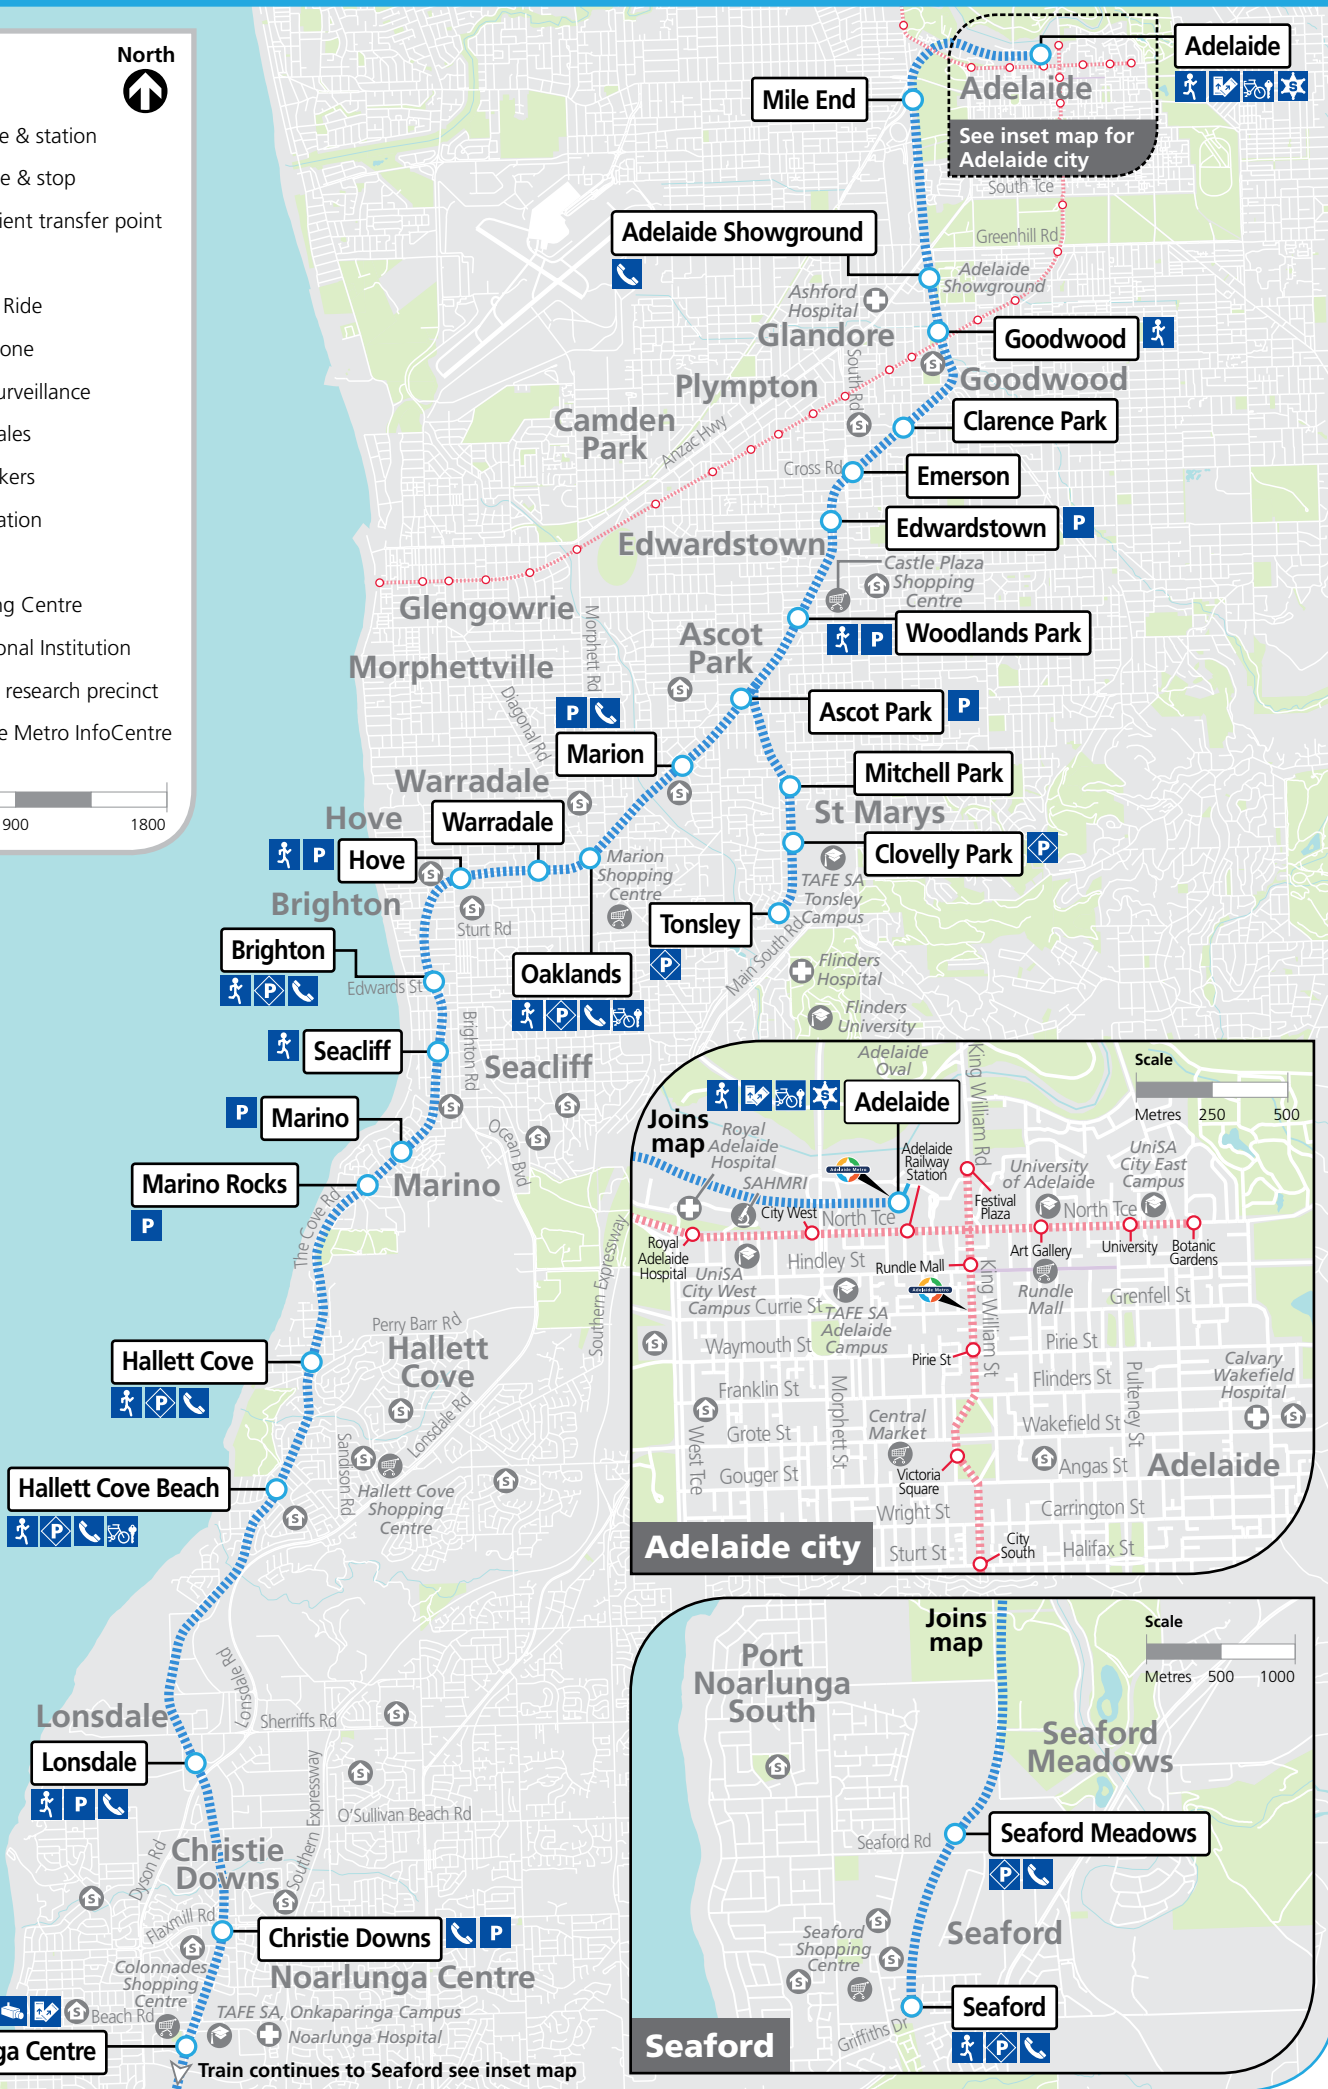 North
e & station
e & stop
ient transfer point
Ride
one
urveillance
ales
kers
ation
ng Centre
onal Institution
research precinct
e Metro InfoCentre
900
1800
Adelaide
Mile End
Adelaide
See inset map for
Adelaide city
South Tce
Adelaide Showground
Greenhill Rd
Adelaide
Showground
Ashford
Hospital
Glandore
Goodwood
South Rd
Plympton
Goodwood
Camden
Park
Anzac Hwy
Clarence Park
Cross Rd
Emerson
Edwardstown
Edwardstown
P
Castle Plaza
Shopping
Centre
Glengowrie
Morphett Rd
Ascot
Park
P
Woodlands Park
Morphettville
Diagonal Rd
P
Ascot Park
P
Marion
Mitchell Park
Warradale
St Marys
Hove
Warradale
P
Hove
Marion
Shopping
Centre
Clovelly Park
P
TAFE SA
Tonsley
Campus
Brighton
Sturt Rd
Tonsley
P
Main South Rd
Brighton
P
Edwards St
Oaklands
P
Flinders
Hospital
Flinders
University
Seacliff
Brighton Rd
Seacliff
P
Marino
Ocean Bvd
Marino Rocks
P
Marino
The Cove Rd
Southern Expressway
Perry Barr Rd
Hallett Cove
P
Hallett
Cove
Lonsdale Rd
Sandison Rd
Hallett Cove Beach
P
Hallett Cove
Shopping
Centre
Lonsdale Rd
Lonsdale
Sherriffs Rd
Lonsdale
P
Southern Expressway
O'Sullivan Beach Rd
Christie
Downs
Dyson Rd
Flaxmill Rd
Christie Downs
P
Colonnades
Shopping
Centre
Noarlunga Centre
Beach Rd
TAFE SA, Onkaparinga Campus
Noarlunga Hospital
ga Centre
Train continues to Seaford see inset map
Adelaide
Oval
King William Rd
Scale
Metres 250 500
Adelaide
Joins
map
Royal
Adelaide
Hospital
SAHMRI
Adelaide Metro
Adelaide
Railway
Station
Festival
Plaza
University
of Adelaide
UniSA
City East
Campus
City West
North Tce
North Tce
Royal
Adelaide
Hospital
Hindley St
Rundle Mall
Art Gallery
University
Botanic
Gardens
UniSA
City West
Campus
Adelaide Metro
King William St
Rundle
Mall
Currie St
TAFE SA
Adelaide
Campus
Grenfell St
Waymouth St
Pirie St
Pirie St
Franklin St
Morphett St
Flinders St
Pulteney St
Calvary
Wakefield
Hospital
West Tce
Grote St
Central
Market
Wakefield St
Gouger St
Victoria
Square
Angas St
Adelaide
Wright St
Carrington St
Adelaide city
Sturt St
City
South
Halifax St
Joins
map
Scale
Metres 500 1000
Port
Noarlunga
South
Seaford
Meadows
Seaford Rd
Seaford Meadows
P
Seaford
Shopping
Centre
Seaford
Seaford
P
Griffiths Dr
Seaford